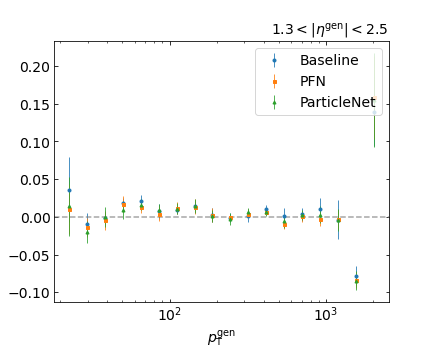 1.3 < |η^gen| < 2.5
0.20
0.15
0.10
0.05
0.00
−0.05
−0.10
Baseline
PFN
ParticleNet
10^2
10^3
p_T^gen